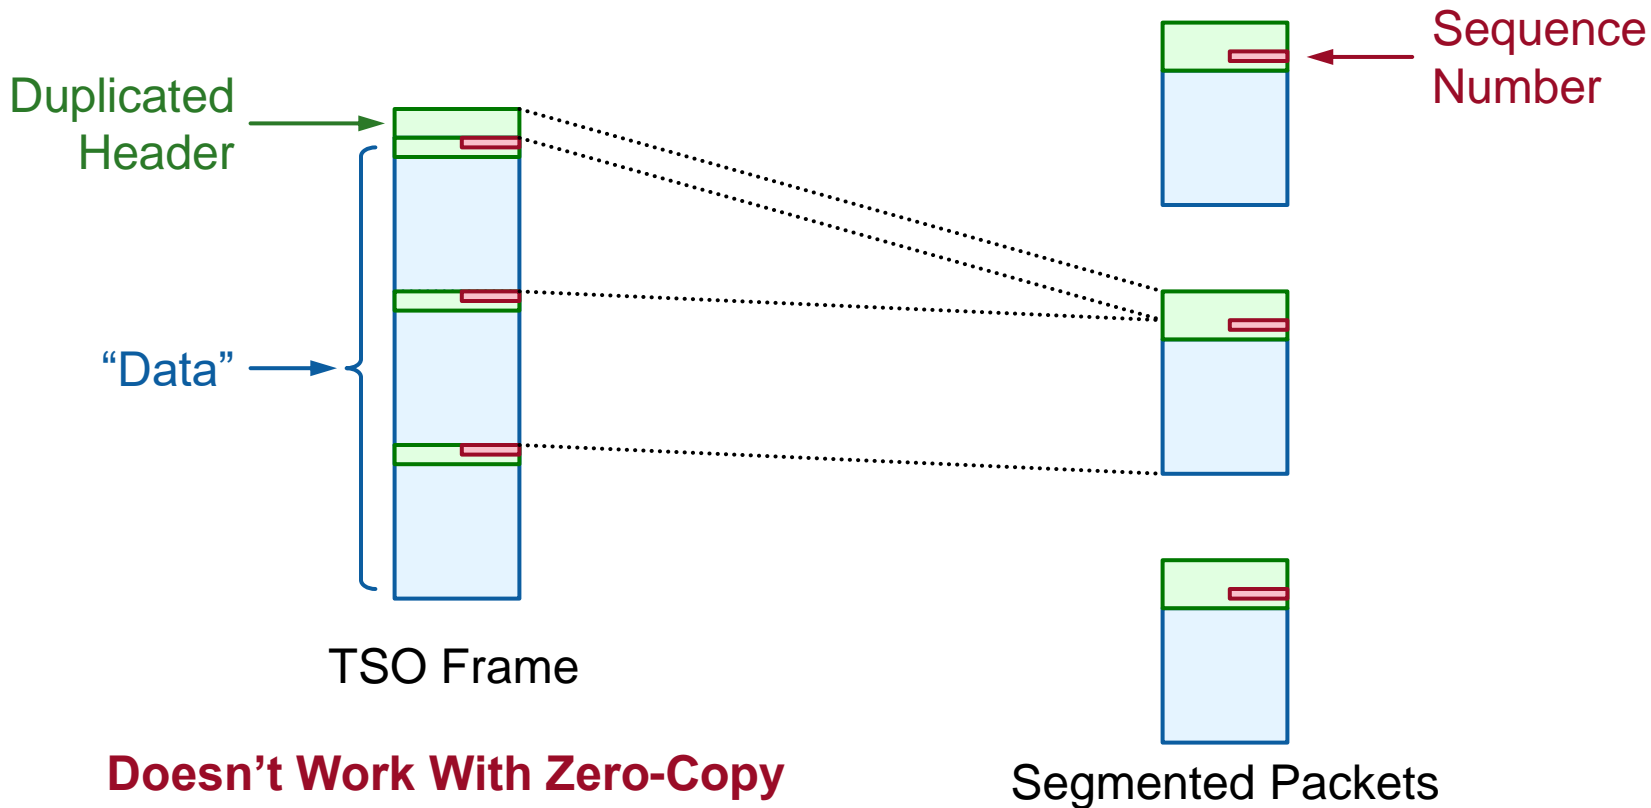 Duplicated
Header
“Data”
TSO Frame
Doesn’t Work With Zero-Copy
Sequence
Number
Segmented Packets